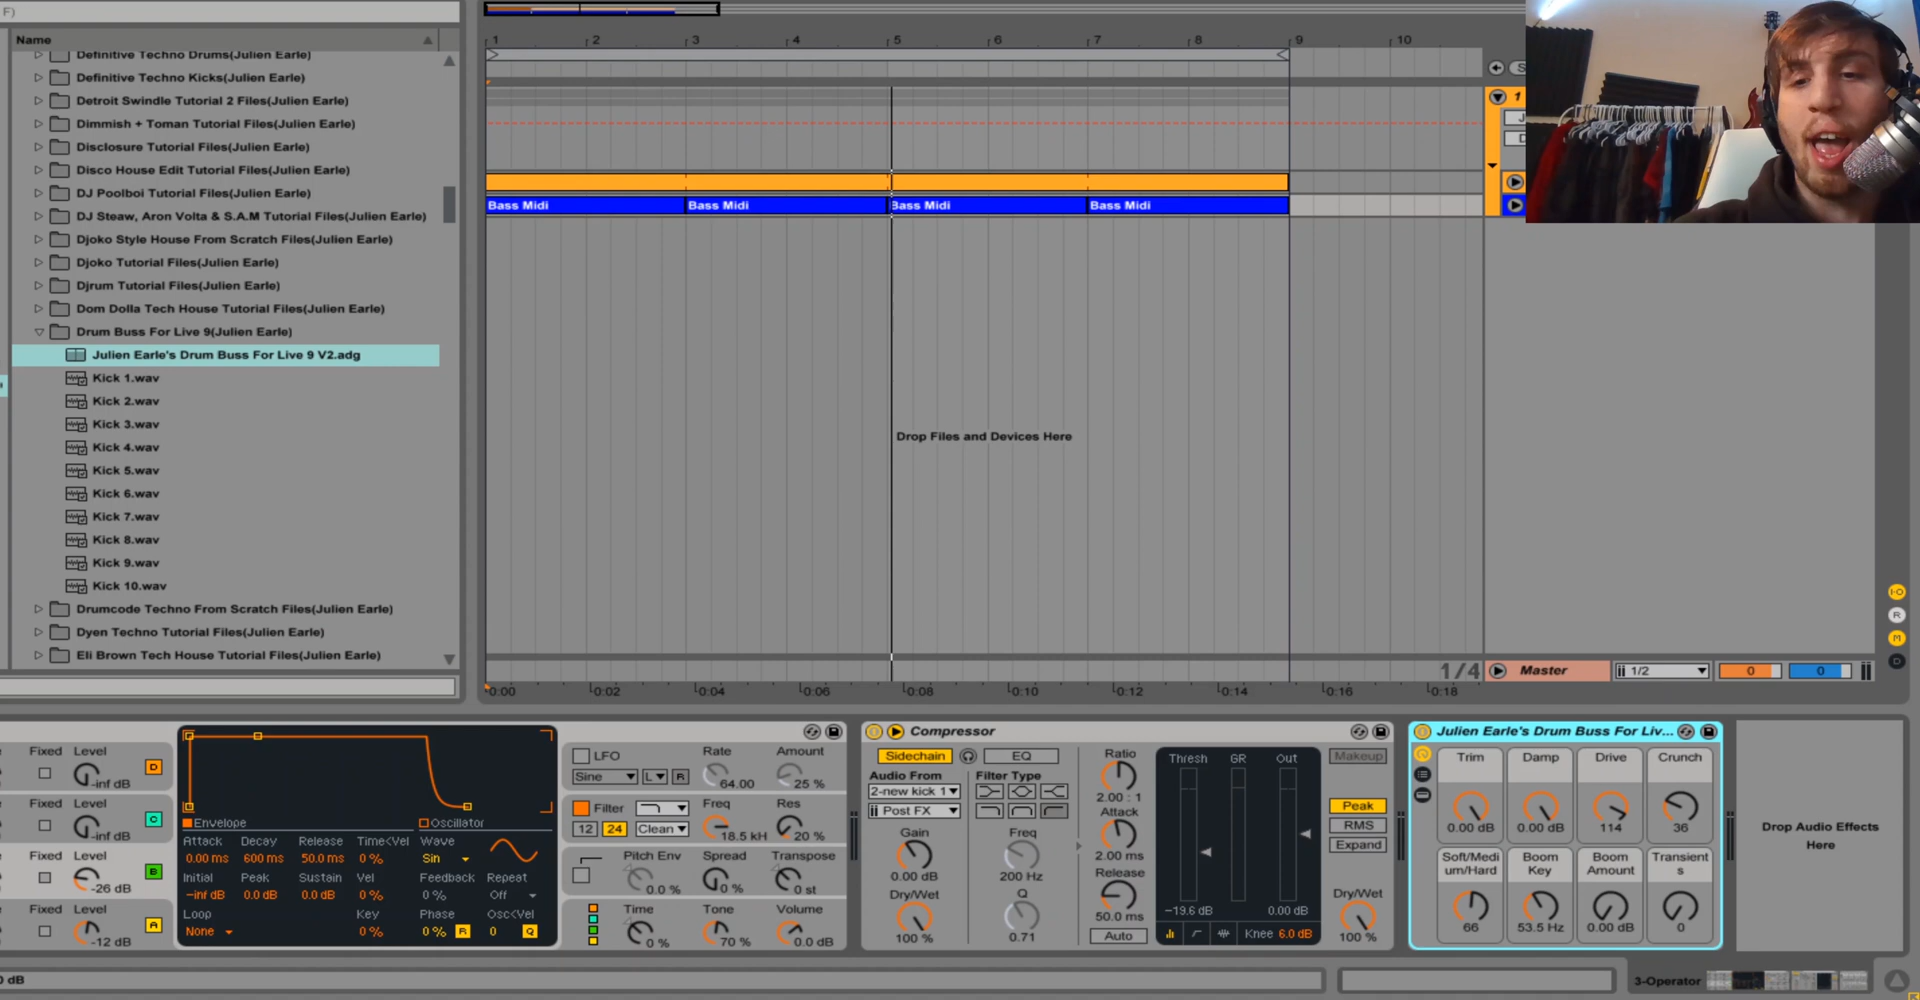 F)
Name
Definitive Techno Drums(Julien Earle)
Definitive Techno Kicks(Julien Earle)
Detroit Swindle Tutorial 2 Files(Julien Earle)
Dimmish + Toman Tutorial Files(Julien Earle)
Disclosure Tutorial Files(Julien Earle)
Disco House Edit Tutorial Files(Julien Earle)
DJ Poolboi Tutorial Files(Julien Earle)
DJ Steaw, Aron Volta & S.A.M Tutorial Files(Julien Earle)
Djoko Style House From Scratch Files(Julien Earle)
Djoko Tutorial Files(Julien Earle)
Djrum Tutorial Files(Julien Earle)
Dom Dolla Tech House Tutorial Files(Julien Earle)
Drum Buss For Live 9(Julien Earle)
Julien Earle's Drum Buss For Live 9 V2.adg
Kick 1.wav
Kick 2.wav
Kick 3.wav
Kick 4.wav
Kick 5.wav
Kick 6.wav
Kick 7.wav
Kick 8.wav
Kick 9.wav
Kick 10.wav
Drumcode Techno From Scratch Files(Julien Earle)
Dyen Techno Tutorial Files(Julien Earle)
Eli Brown Tech House Tutorial Files(Julien Earle)
1 2 3 4 5 6 7 8 9 10
S
1
Bass Midi Bass Midi Bass Midi Bass Midi
Drop Files and Devices Here
I·O
R
M
D
1/4 Master 1/2 0 0
0:00 0:02 0:04 0:06 0:08 0:10 0:12 0:14 0:16 0:18
Fixed Level
-inf dB D
Fixed Level
-inf dB C
Fixed Level
-26 dB B
Fixed Level
-12 dB A
Envelope Oscillator
Attack Decay Release Time<Vel Wave
0.00 ms 600 ms 50.0 ms 0 % Sin
Initial Peak Sustain Vel Feedback Repeat
-inf dB 0.0 dB 0.0 dB 0 % 0 % Off
Loop Key Phase Osc<Vel
None 0 % 0 % R 0 Q
LFO Rate Amount
Sine L R 64.00 25 %
Filter Freq Res
12 24 Clean 18.5 kH 20 %
Pitch Env Spread Transpose
0.0 % 0 % 0 st
Time Tone Volume
0 % 70 % 0.0 dB
Compressor
Sidechain EQ
Audio From Filter Type
2-new kick 1
Post FX
Gain Freq
0.00 dB 200 Hz
Dry/Wet Q
100 % 0.71
Ratio
2.00 : 1
Attack
2.00 ms
Release
50.0 ms
Auto
Thresh GR Out
-19.6 dB 0.00 dB
Knee 6.0 dB
Makeup
Peak
RMS
Expand
Dry/Wet
100 %
Julien Earle's Drum Buss For Liv...
Trim Damp Drive Crunch
0.00 dB 0.00 dB 114 36
Soft/Medi
um/Hard Boom
Key Boom
Amount Transient
s
66 53.5 Hz 0.00 dB 0
Drop Audio Effects
Here
0 dB
3-Operator